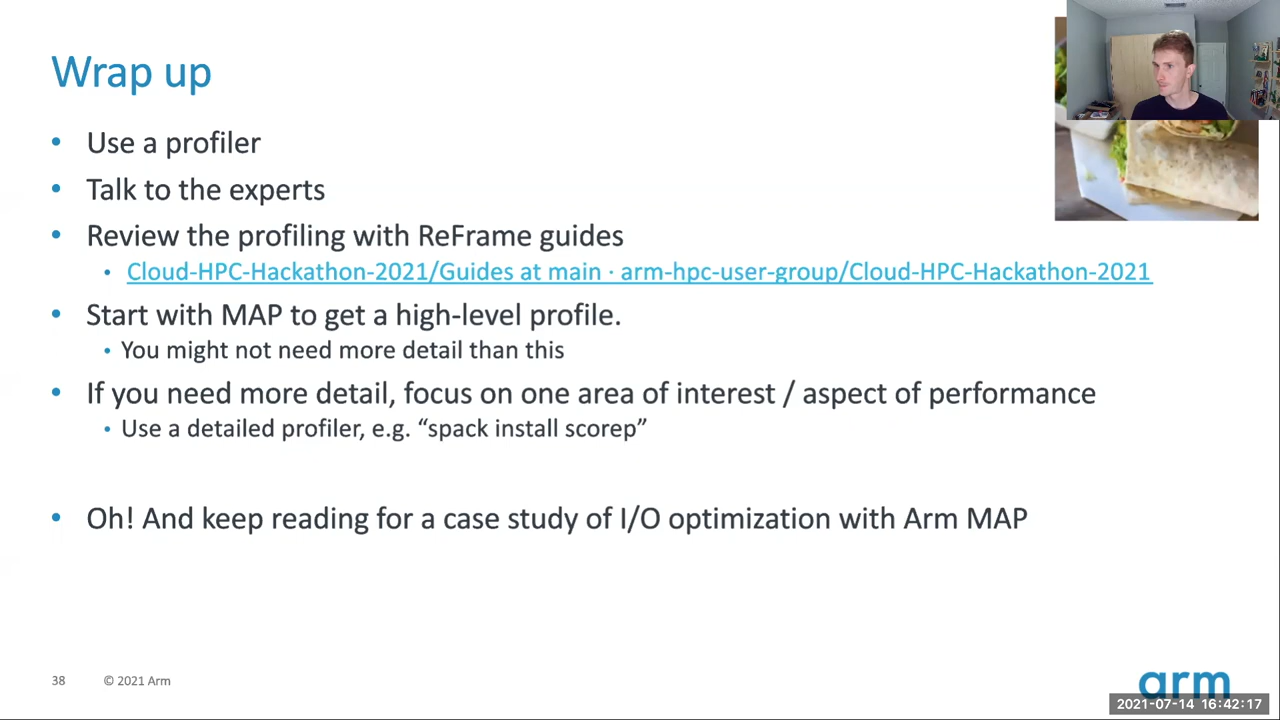 Wrap up
• Use a profiler
• Talk to the experts
• Review the profiling with ReFrame guides
• Cloud-HPC-Hackathon-2021/Guides at main · arm-hpc-user-group/Cloud-HPC-Hackathon-2021
• Start with MAP to get a high-level profile.
• You might not need more detail than this
• If you need more detail, focus on one area of interest / aspect of performance
• Use a detailed profiler, e.g. “spack install scorep”
• Oh! And keep reading for a case study of I/O optimization with Arm MAP
38 © 2021 Arm
arm
2021-07-14 16:42:17